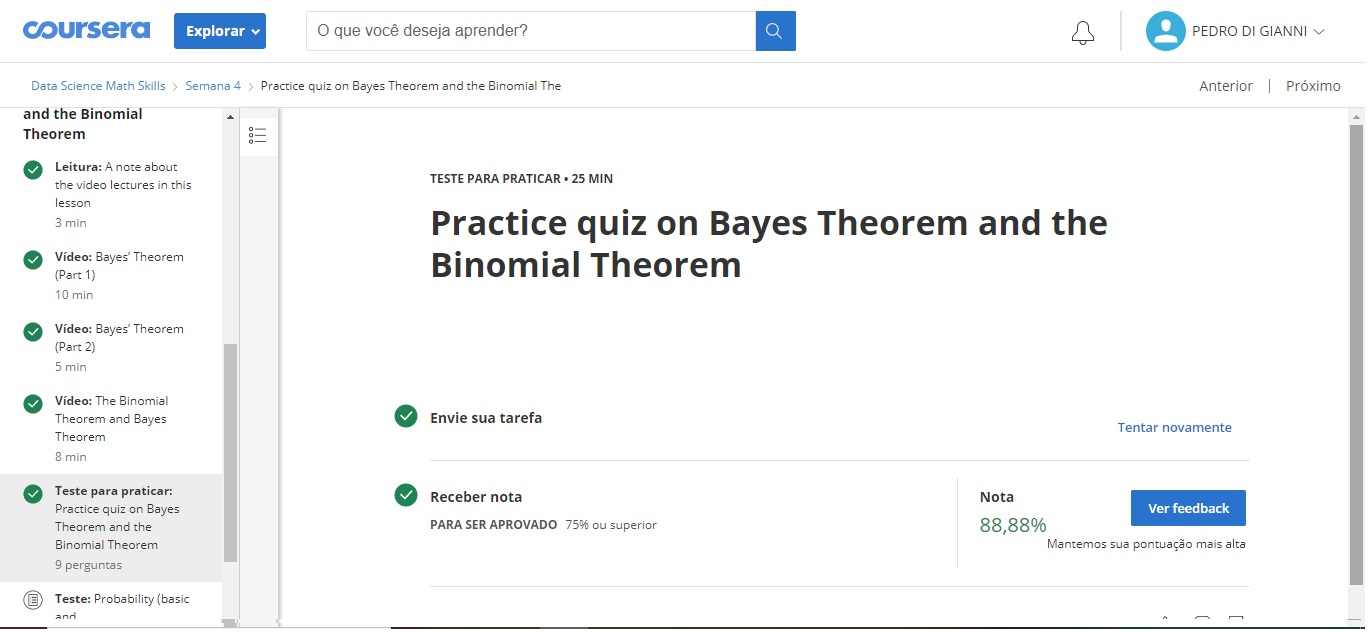 coursera
Explorar
O que você deseja aprender?
PEDRO DI GIANNI
Data Science Math Skills > Semana 4 > Practice quiz on Bayes Theorem and the Binomial The
Anterior | Próximo
and the Binomial
Theorem
Leitura: A note about
the video lectures in this
lesson
3 min
Vídeo: Bayes’ Theorem
(Part 1)
10 min
Vídeo: Bayes’ Theorem
(Part 2)
5 min
Vídeo: The Binomial
Theorem and Bayes
Theorem
8 min
Teste para praticar:
Practice quiz on Bayes
Theorem and the
Binomial Theorem
9 perguntas
Teste: Probability (basic
and
TESTE PARA PRATICAR • 25 MIN
Practice quiz on Bayes Theorem and the
Binomial Theorem
Envie sua tarefa
Tentar novamente
Receber nota
PARA SER APROVADO 75% ou superior
Nota
88,88%
Ver feedback
Mantemos sua pontuação mais alta